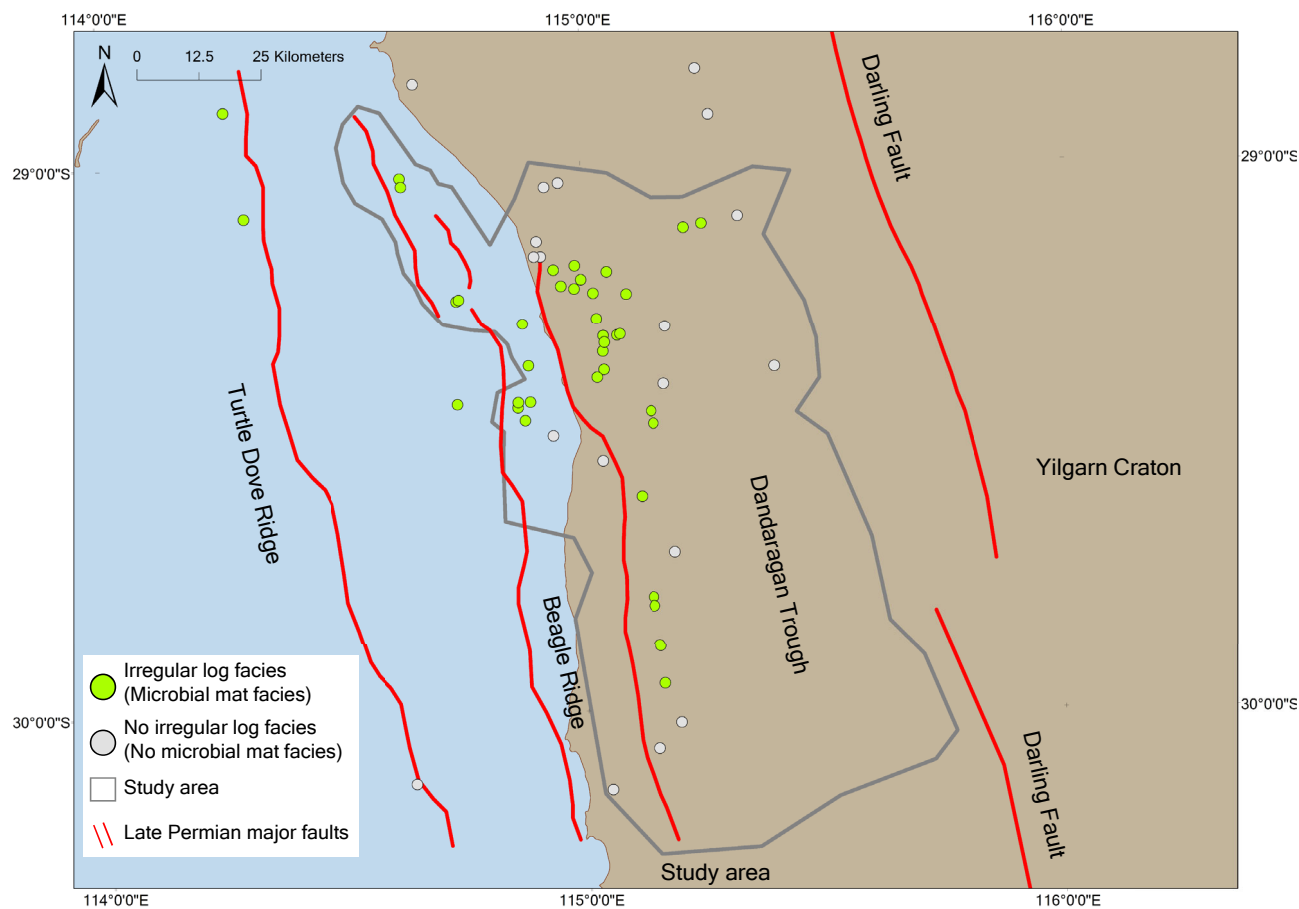 114°0'0"E
115°0'0"E
116°0'0"E
N
0
12.5
25 Kilometers
Darling Fault
29°0'0"S
29°0'0"S
Turtle Dove Ridge
Yilgarn Craton
Dandaragan Trough
Beagle Ridge
Irregular log facies
(Microbial mat facies)
No irregular log facies
(No microbial mat facies)
Study area
Late Permian major faults
30°0'0"S
30°0'0"S
Darling Fault
Study area
114°0'0"E
115°0'0"E
116°0'0"E